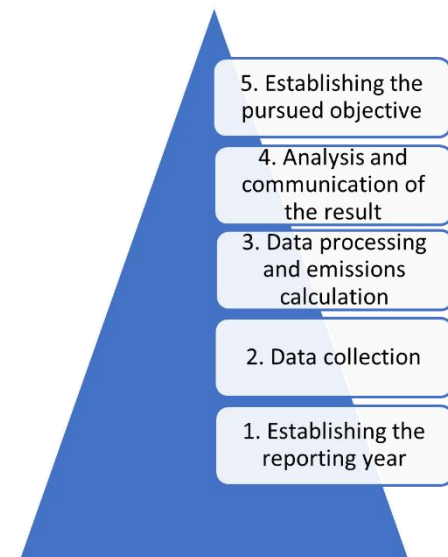 5. Establishing the
pursued objective
4. Analysis and
communication of
the result
3. Data processing
and emissions
calculation
2. Data collection
1. Establishing the
reporting year